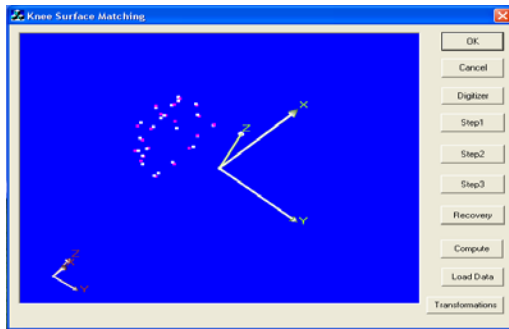 Knee Surface Matching
OK
Cancel
Digitizer
Step1
Step2
Step3
Recovery
Compute
Load Data
Transformations
X
Z
Y
Z
Y